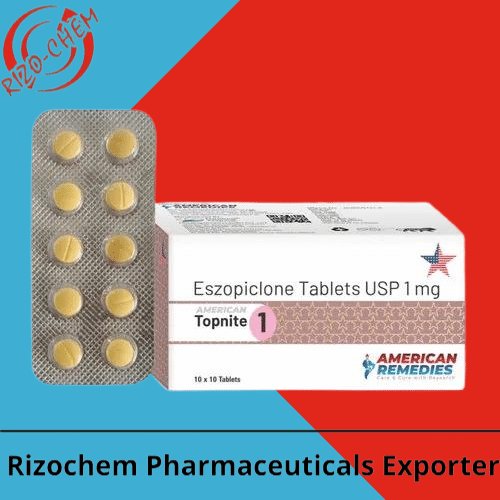 RIZO-CHEM
AMERICAN
Eszopiclone Tablets USP 1 mg
AMERICAN
Topnite 1
10 x 10 Tablets
AMERICAN
REMEDIES
Care & Cure with Research
Rizochem Pharmaceuticals Exporter